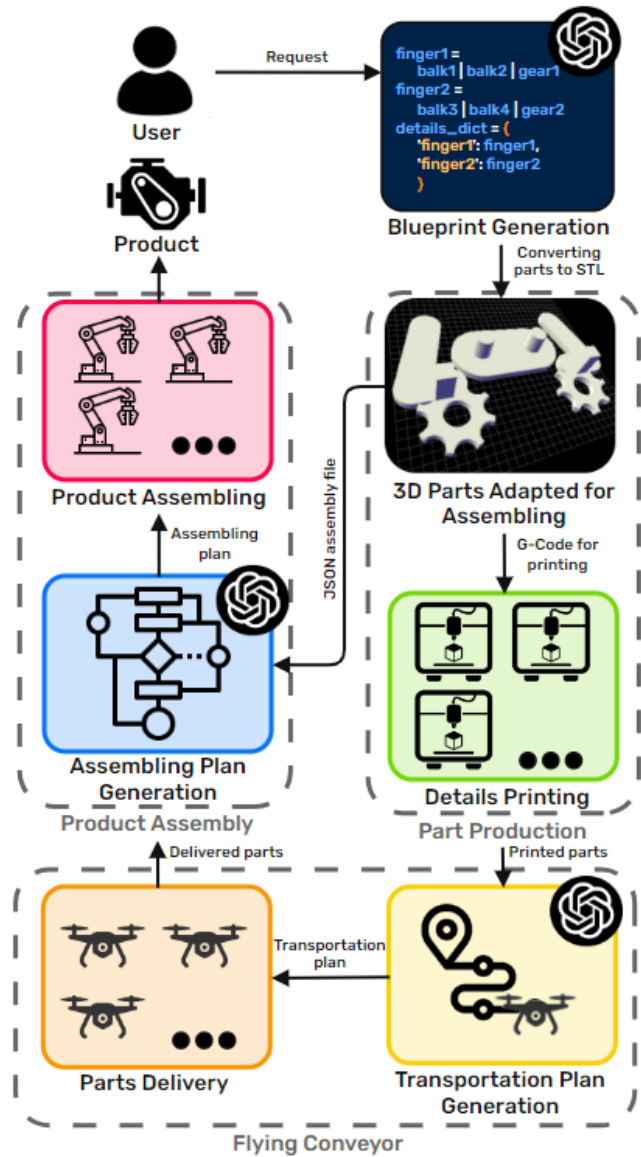 Request
User
finger1 =
balk1 | balk2 | gear1
finger2 =
balk3 | balk4 | gear2
details_dict = {
'finger1': finger1,
'finger2': finger2
}
Blueprint Generation
Product
Converting
parts to STL
Product Assembling
3D Parts Adapted for
Assembling
JSON assembly file
Assembling
plan
G-Code for
printing
Assembling Plan
Generation
Details Printing
Product Assembly
Part Production
Delivered parts
Printed parts
Transportation
plan
Parts Delivery
Transportation Plan
Generation
Flying Conveyor